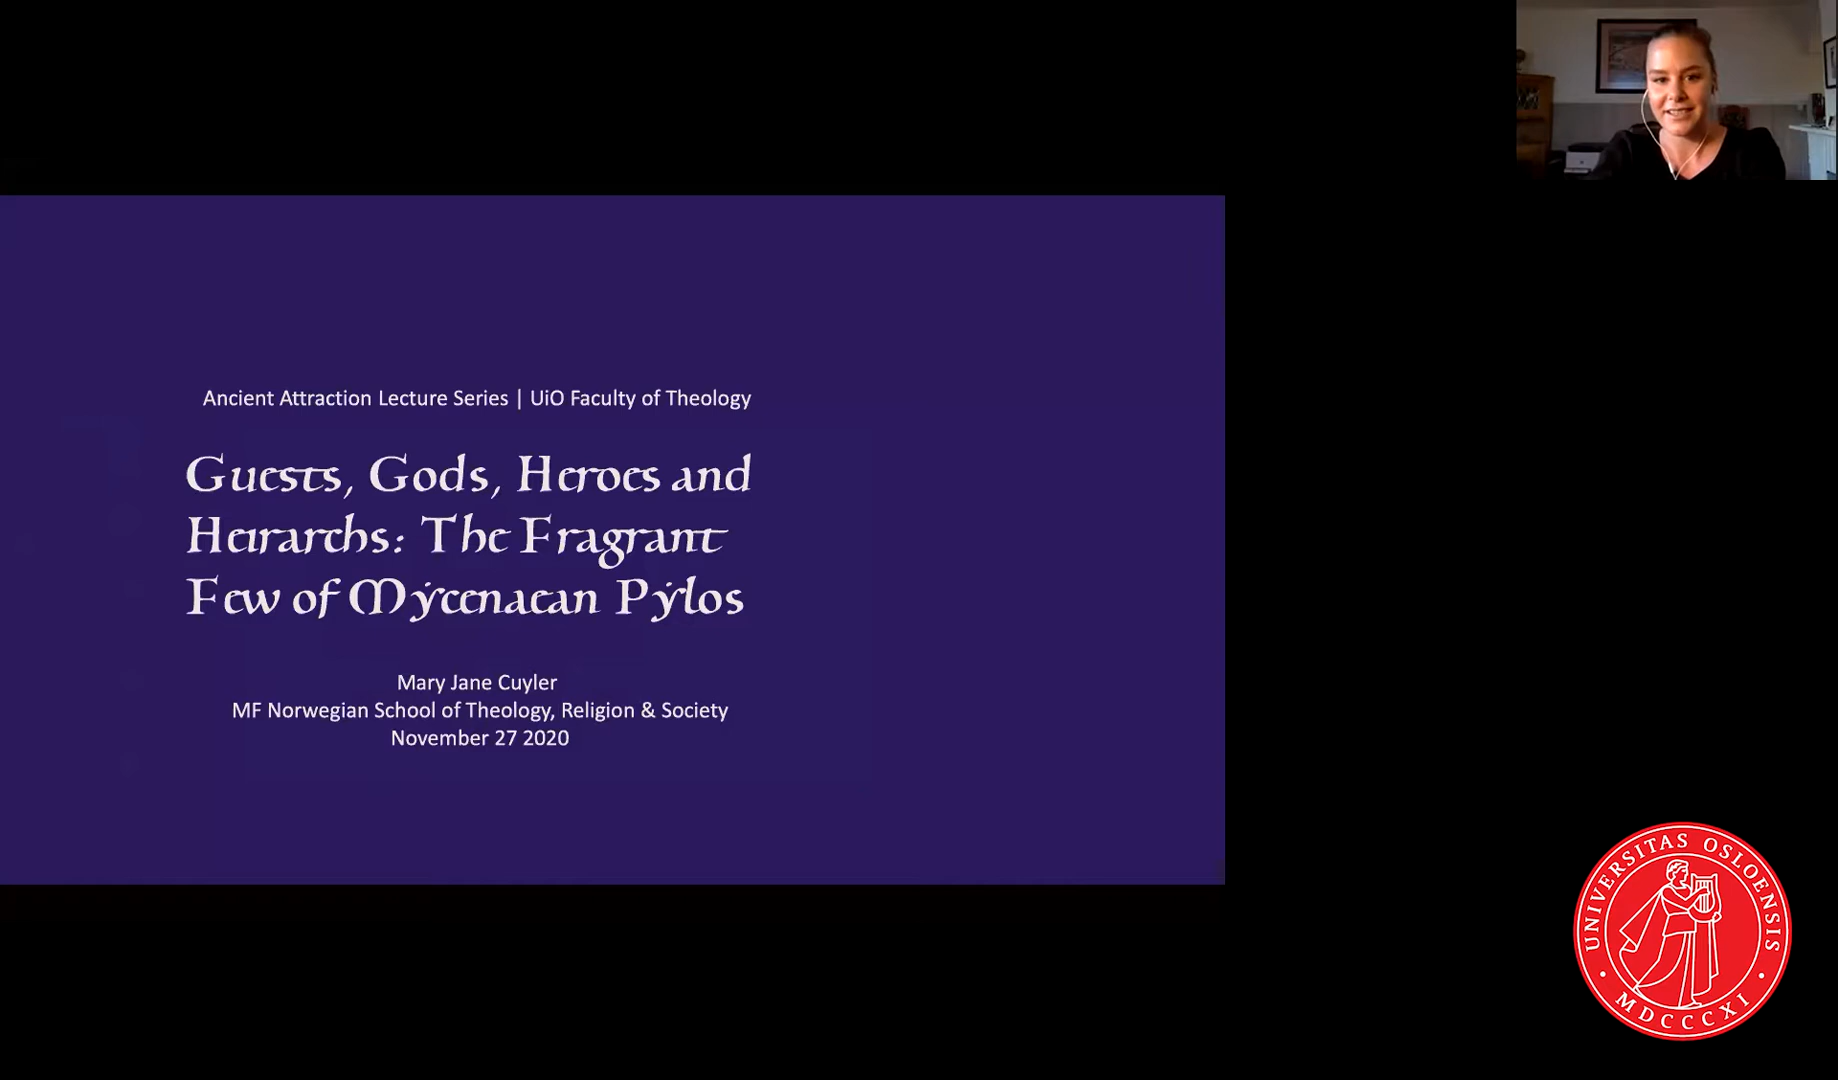 Ancient Attraction Lecture Series | UiO Faculty of Theology
Guests, Gods, Heroes and
Heirarchs: The Fragrant
Few of Mycenaean Pylos
Mary Jane Cuyler
MF Norwegian School of Theology, Religion & Society
November 27 2020
UNIVERSITAS OSLOENSIS
MDCCCXI